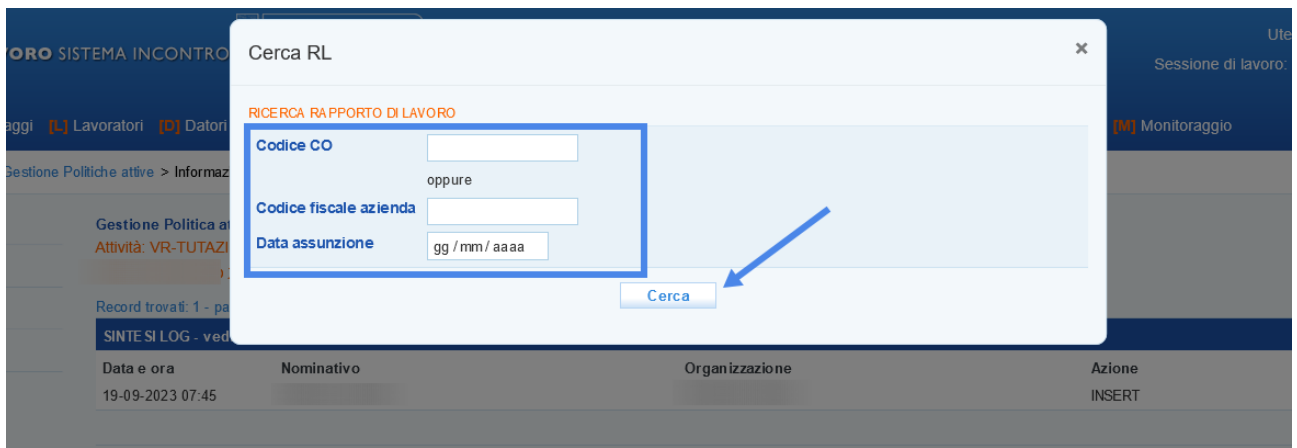 Ute
ORO SISTEMA INCONTRO
Sessione di lavoro:
Cerca RL
×
aggi [L] Lavoratori [D] Datori
[M] Monitoraggio
RICERCA RAPPORTO DI LAVORO
Codice CO
oppure
Gestione Politiche attive > Informaz
Codice fiscale azienda
Gestione Politica at
Data assunzione gg/mm/aaaa
Attività: VR-TUTAZI
Cerca
Record trovati: 1 - pa
SINTESI LOG - ved
Data e ora Nominativo Organizzazione Azione
19-09-2023 07:45 INSERT